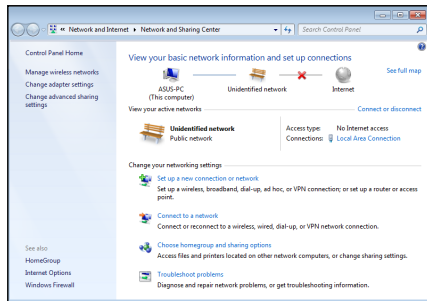 « Network and Internet ▸ Network and Sharing Center
Search Control Panel
Control Panel Home
Manage wireless networks
Change adapter settings
Change advanced sharing
settings
View your basic network information and set up connections
See full map
ASUS-PC
(This computer)
Unidentified network
Internet
View your active networks
Connect or disconnect
Unidentified network
Public network
Access type: No Internet access
Connections: Local Area Connection
Change your networking settings
Set up a new connection or network
Set up a wireless, broadband, dial-up, ad hoc, or VPN connection; or set up a router or access
point.
Connect to a network
Connect or reconnect to a wireless, wired, dial-up, or VPN network connection.
Choose homegroup and sharing options
Access files and printers located on other network computers, or change sharing settings.
Troubleshoot problems
Diagnose and repair network problems, or get troubleshooting information.
See also
HomeGroup
Internet Options
Windows Firewall